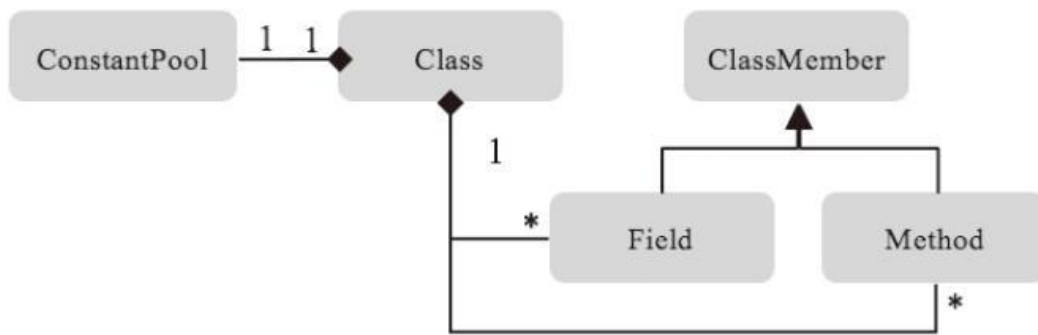 ConstantPool
1
1
Class
ClassMember
1
*
Field
Method
*